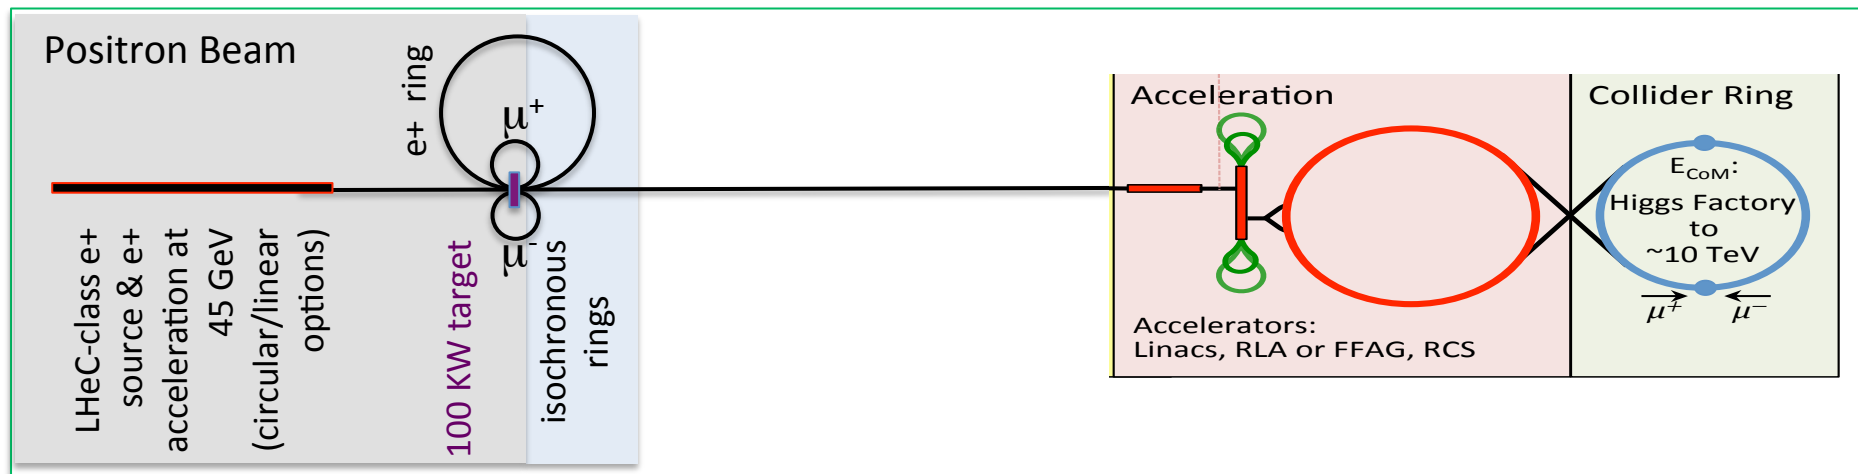 Positron Beam
e+ ring
μ⁺
μ⁻
LHeC-class e+
source & e+
acceleration at
45 GeV
(circular/linear
options)
100 KW target
isochronous
rings
Acceleration
Accelerators:
Linacs, RLA or FFAG, RCS
Collider Ring
E_CoM:
Higgs Factory
to
~10 TeV
μ⁺ μ⁻